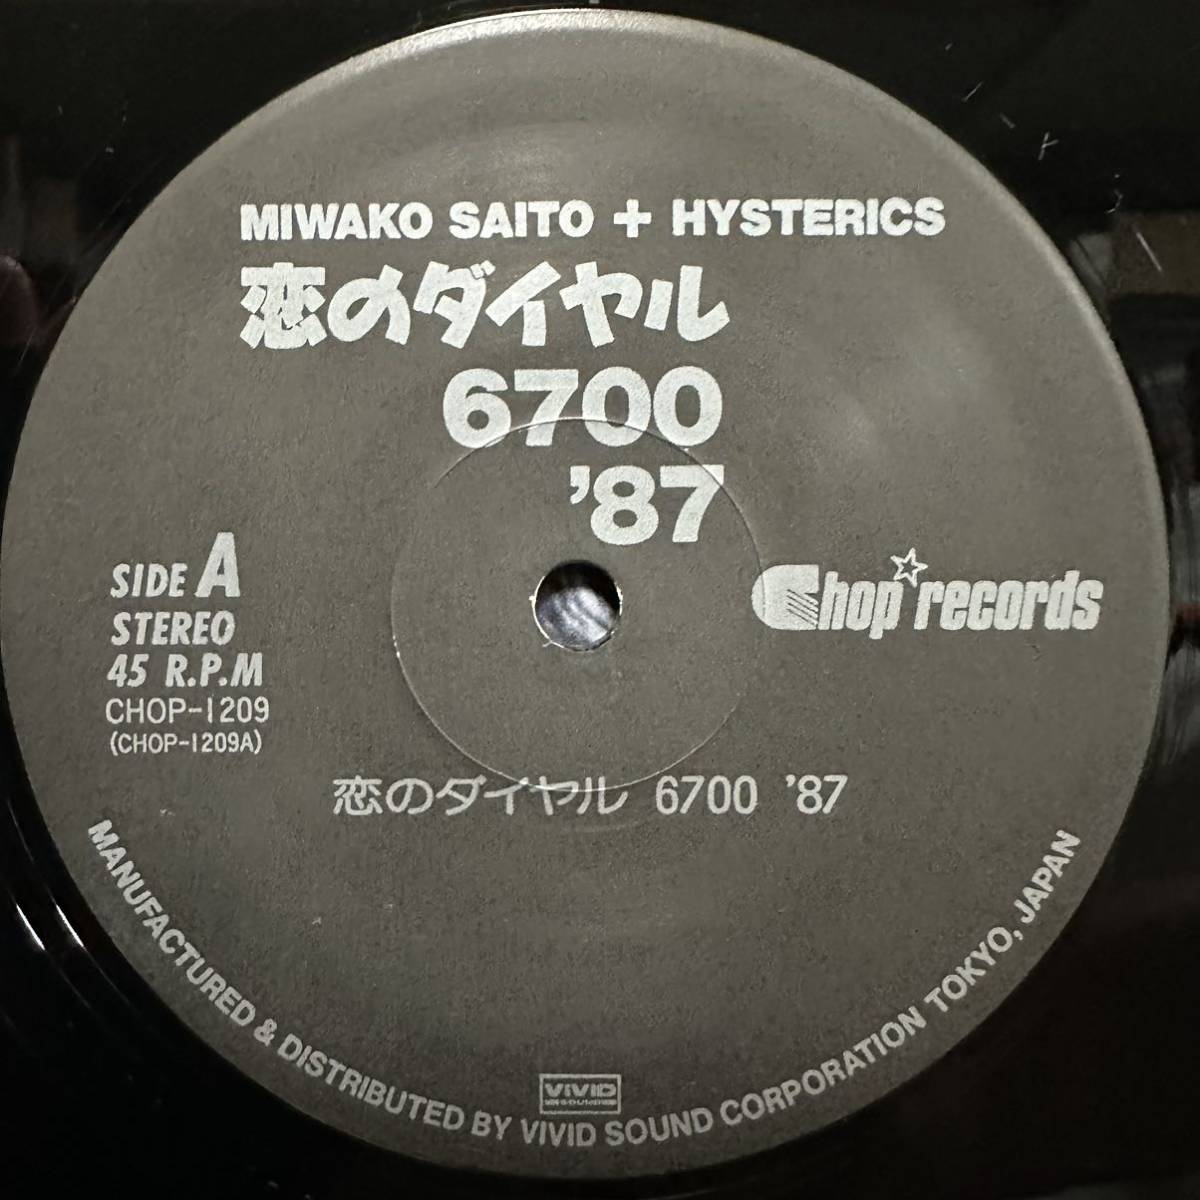 MIWAKO SAITO + HYSTERICS
恋のダイヤル
6700
'87
SIDE A
STEREO
45 R.P.M
CHOP-1209
(CHOP-1209A)
Chop records
恋のダイヤル 6700 '87
MANUFACTURED & DISTRIBUTED BY VIVID SOUND CORPORATION TOKYO, JAPAN
VIVID